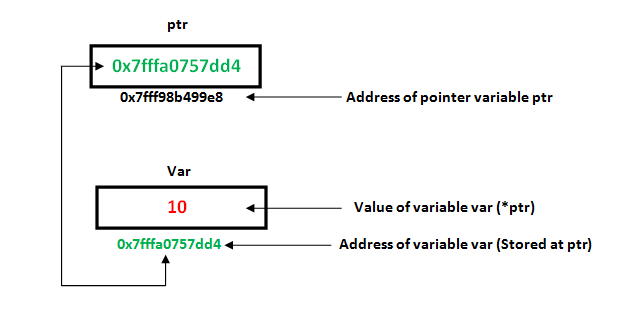 ptr
0x7fffa0757dd4
0x7fff98b499e8
Address of pointer variable ptr
Var
10
Value of variable var (*ptr)
0x7fffa0757dd4
Address of variable var (Stored at ptr)